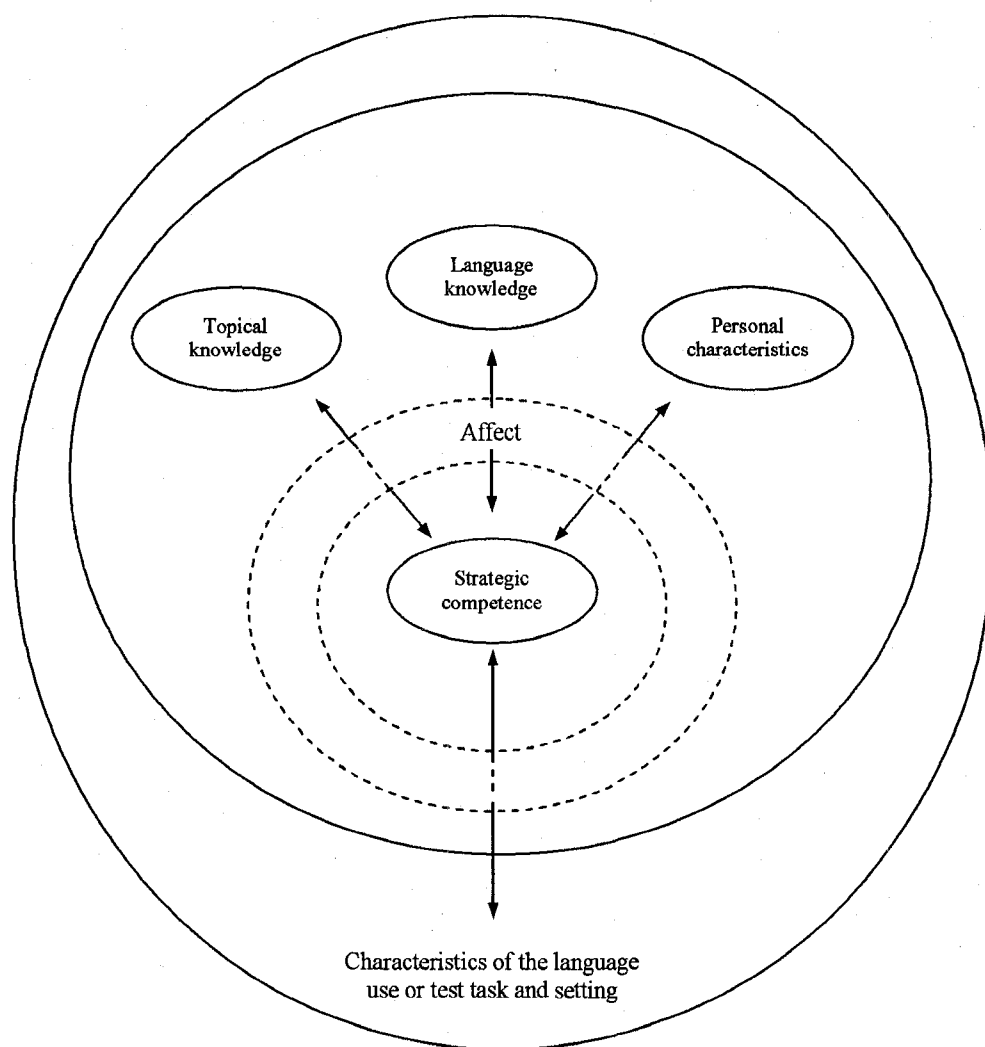 Language
knowledge
Topical
knowledge
Personal
characteristics
Affect
Strategic
competence
Characteristics of the language
use or test task and setting